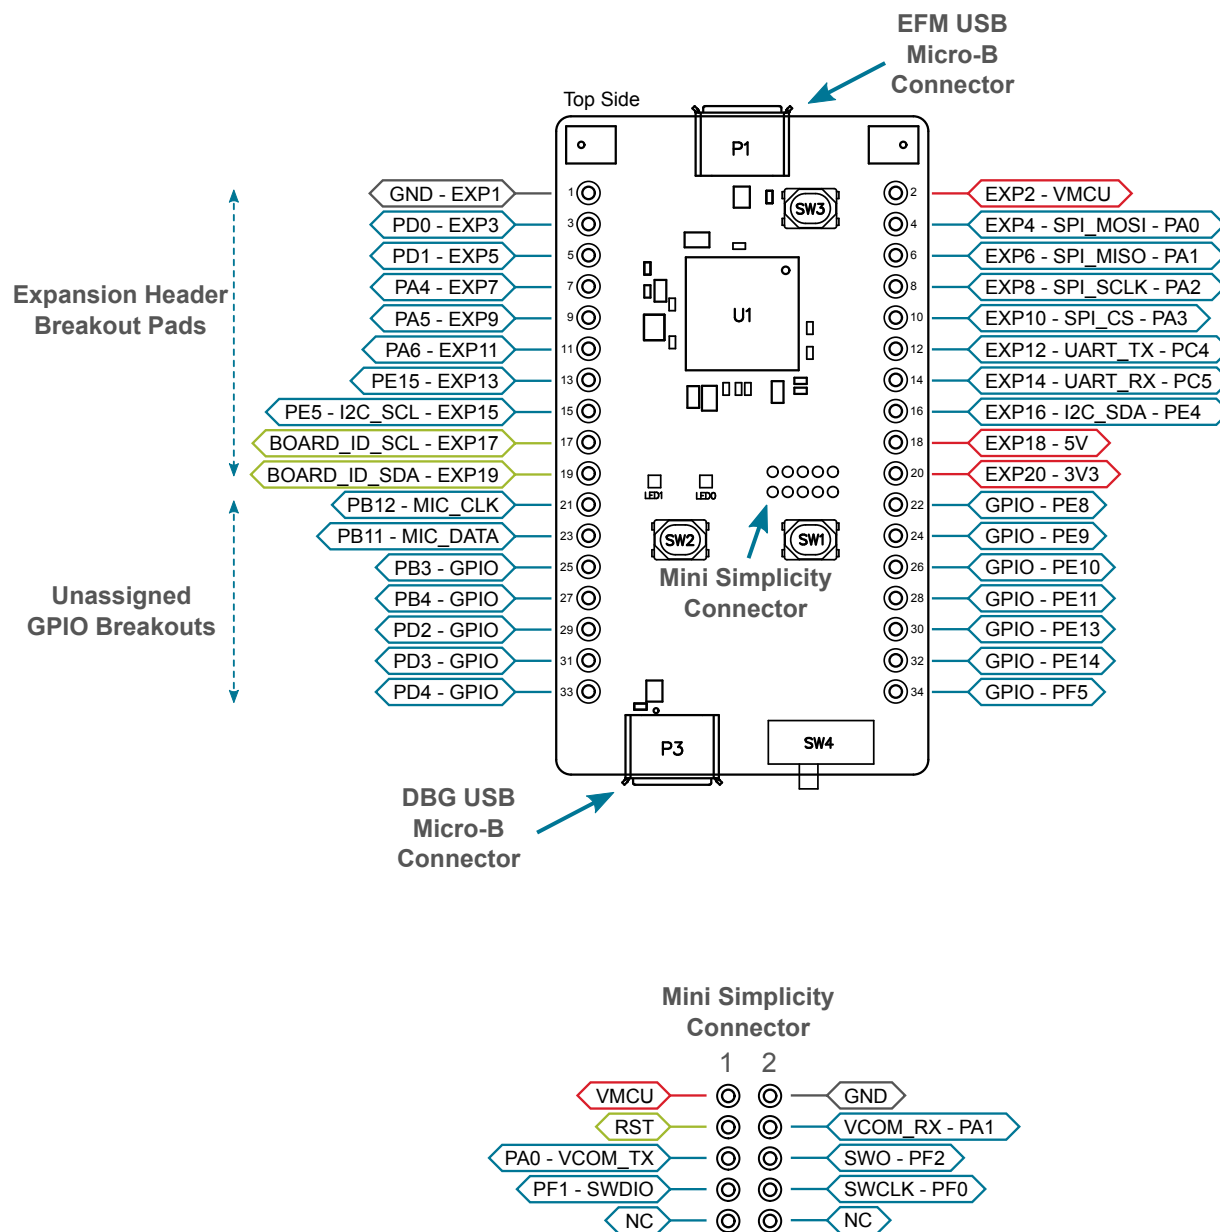 EFM USB
Micro-B
Connector
Top Side
P1
GND - EXP1
1
2
EXP2 - VMCU
SW3
PD0 - EXP3
3
4
EXP4 - SPI_MOSI - PA0
PD1 - EXP5
5
6
EXP6 - SPI_MISO - PA1
Expansion Header
Breakout Pads
PA4 - EXP7
7
8
EXP8 - SPI_SCLK - PA2
U1
PA5 - EXP9
9
10
EXP10 - SPI_CS - PA3
PA6 - EXP11
11
12
EXP12 - UART_TX - PC4
PE15 - EXP13
13
14
EXP14 - UART_RX - PC5
PE5 - I2C_SCL - EXP15
15
16
EXP16 - I2C_SDA - PE4
BOARD_ID_SCL - EXP17
17
18
EXP18 - 5V
BOARD_ID_SDA - EXP19
19
20
EXP20 - 3V3
LED1
LED0
PB12 - MIC_CLK
21
22
GPIO - PE8
PB11 - MIC_DATA
23
SW2
SW1
24
GPIO - PE9
PB3 - GPIO
25
26
GPIO - PE10
Mini Simplicity
Connector
Unassigned
GPIO Breakouts
PB4 - GPIO
27
28
GPIO - PE11
PD2 - GPIO
29
30
GPIO - PE13
PD3 - GPIO
31
32
GPIO - PE14
PD4 - GPIO
33
34
GPIO - PF5
P3
SW4
DBG USB
Micro-B
Connector
Mini Simplicity
Connector
1 2
VMCU
GND
RST
VCOM_RX - PA1
PA0 - VCOM_TX
SWO - PF2
PF1 - SWDIO
SWCLK - PF0
NC
NC